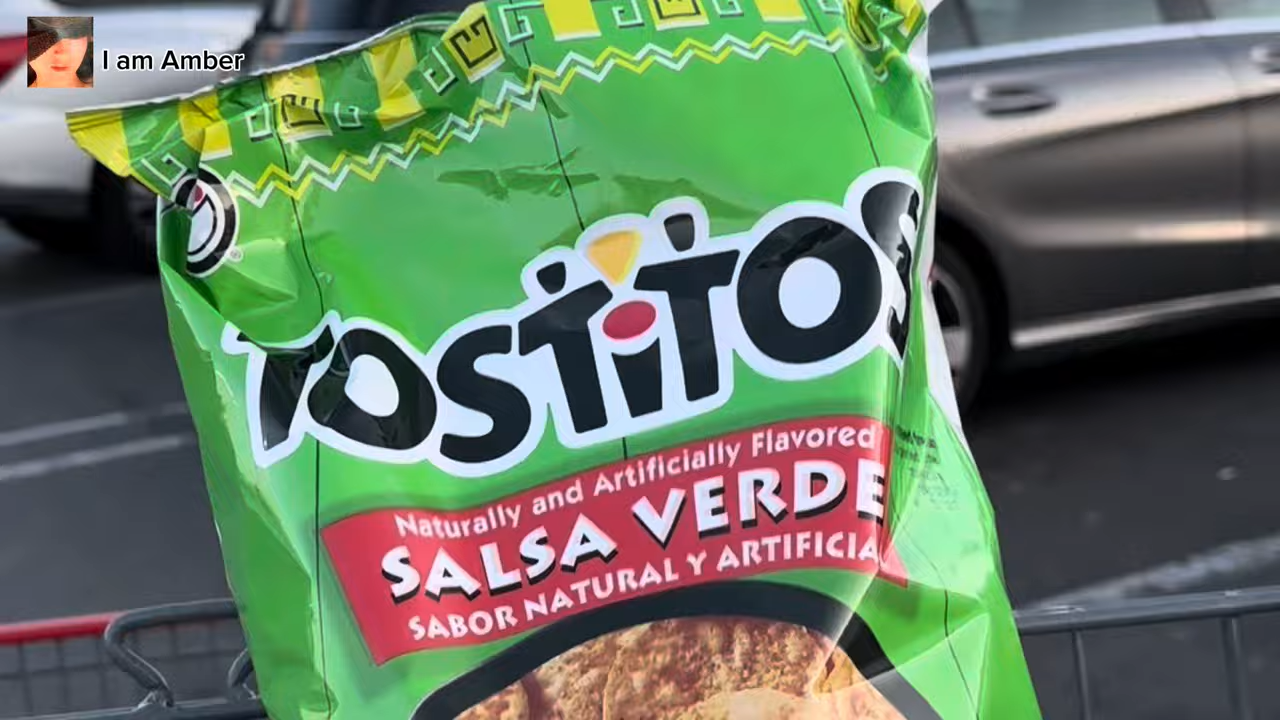 I am Amber
TOSTITOS
Naturally and Artificially Flavored
SALSA VERDE
SABOR NATURAL Y ARTIFICIA